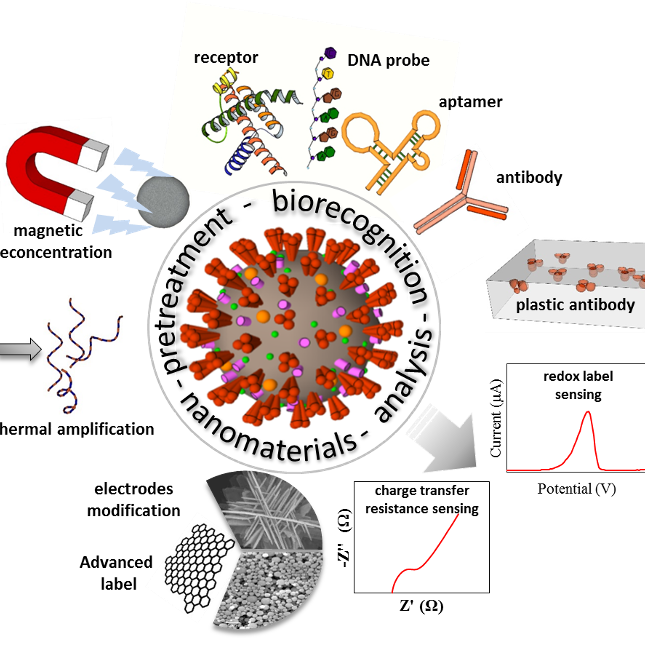 receptor
DNA probe
aptamer
antibody
magnetic
econcentration
plastic antibody
- biorecognition - analysis - nanomaterials - pretreatment
redox label
sensing
Current (µA)
Potential (V)
hermal amplification
electrodes
modification
Advanced
label
charge transfer
resistance sensing
-Z'' (Ω)
Z' (Ω)